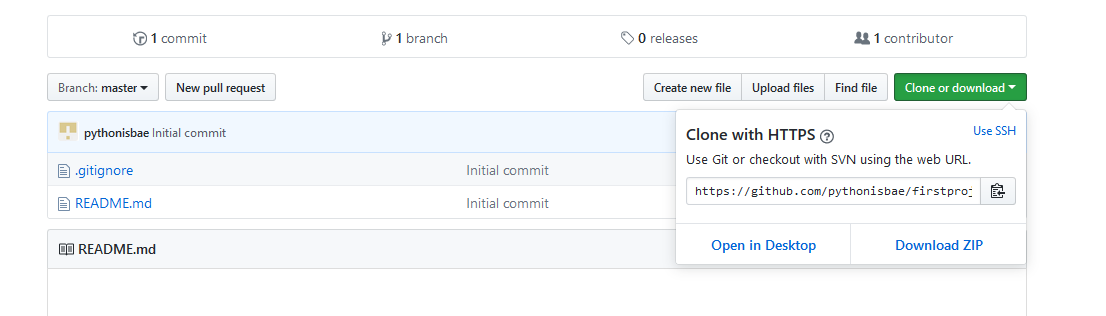 1 commit 1 branch 0 releases 1 contributor
Branch: master New pull request Create new file Upload files Find file Clone or download
pythonisbae Initial commit
.gitignore Initial commit
README.md Initial commit
README.md
Clone with HTTPS ? Use SSH
Use Git or checkout with SVN using the web URL.
https://github.com/pythonisbae/firstproj
Open in Desktop Download ZIP